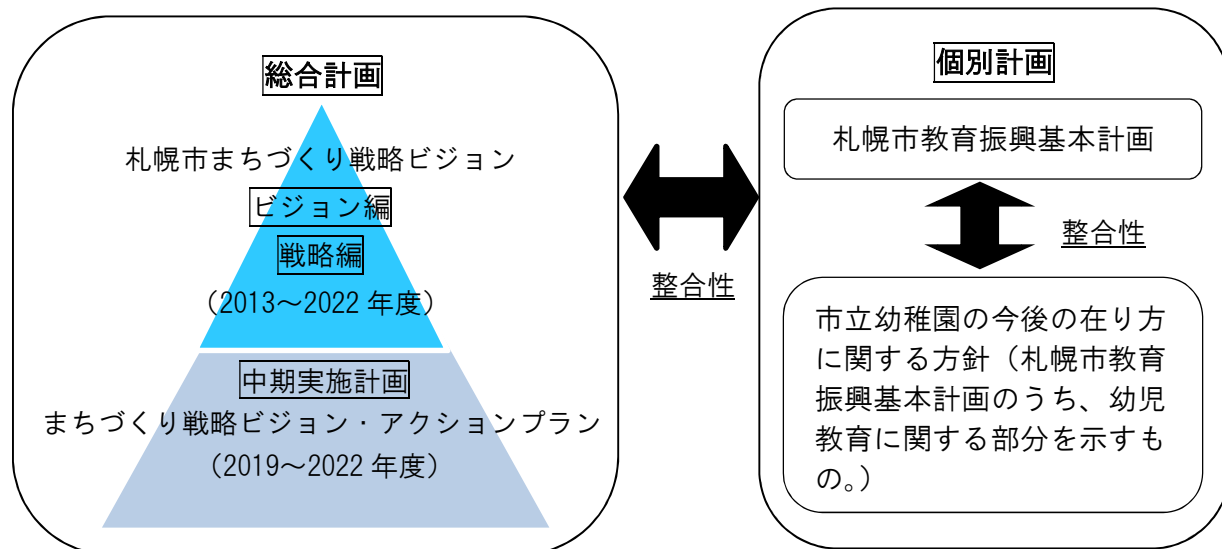 総合計画
札幌市まちづくり戦略ビジョン
ビジョン編
戦略編
（2013～2022 年度）
中期実施計画
まちづくり戦略ビジョン・アクションプラン
（2019～2022 年度）
整合性
個別計画
札幌市教育振興基本計画
整合性
市立幼稚園の今後の在り方
に関する方針（札幌市教育
振興基本計画のうち、幼児
教育に関する部分を示すも
の。）